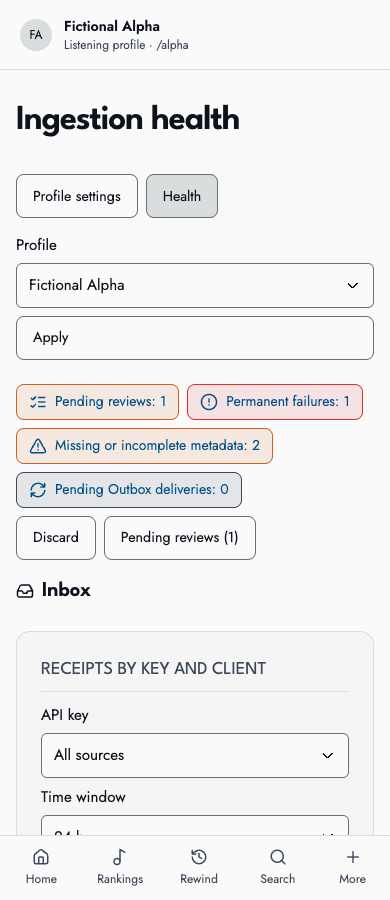 FA
Fictional Alpha
Listening profile · /alpha
Ingestion health
Profile settings
Health
Profile
Fictional Alpha
Apply
Pending reviews: 1
Permanent failures: 1
Missing or incomplete metadata: 2
Pending Outbox deliveries: 0
Discard
Pending reviews (1)
Inbox
RECEIPTS BY KEY AND CLIENT
API key
All sources
Time window
Home
Rankings
Rewind
Search
More